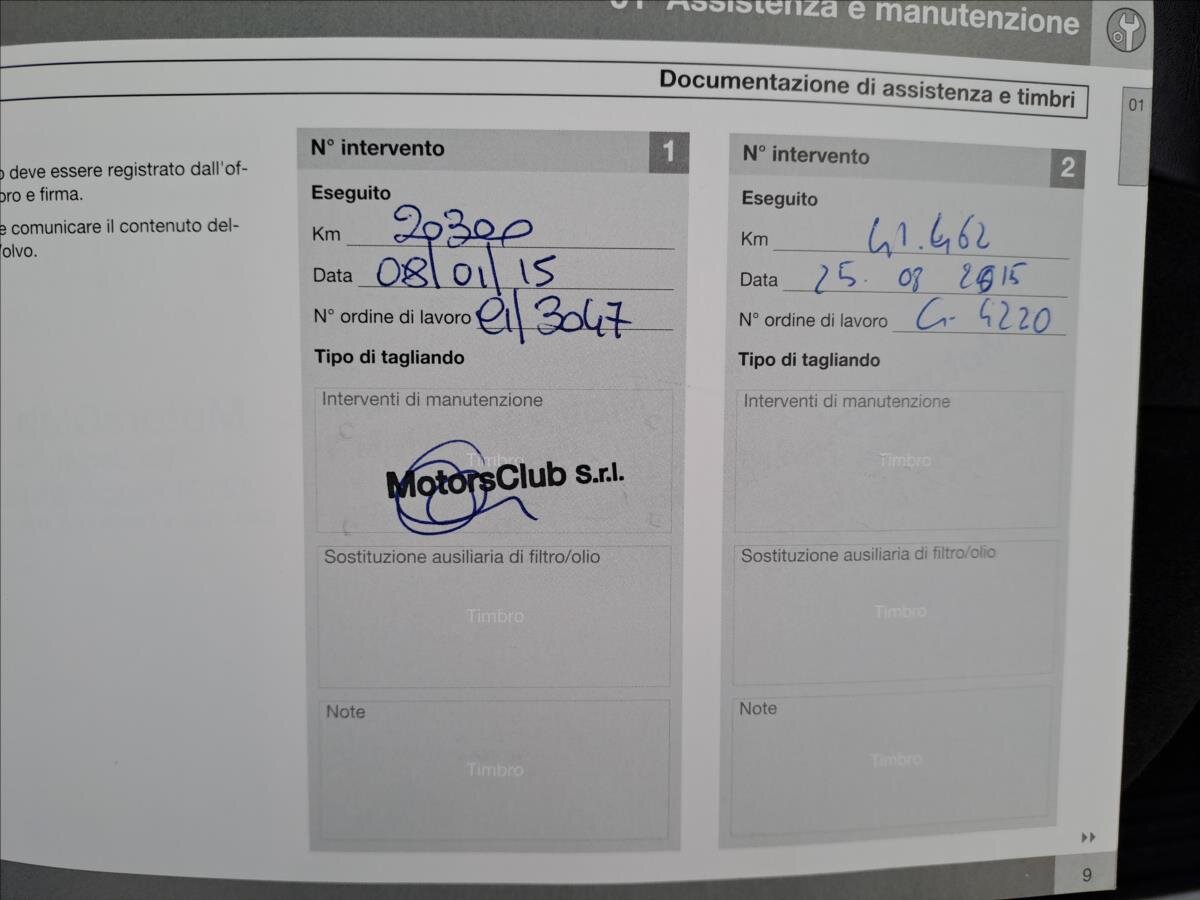 01 Assistenza e manutenzione
Documentazione di assistenza e timbri
01
deve essere registrato dall'of-
bro e firma.
e comunicare il contenuto del-
Volvo.
N° intervento 1
Eseguito
Km 20300
Data 08/01/15
N° ordine di lavoro el/3047
Tipo di tagliando
Interventi di manutenzione
Timbro
MotorsClub s.r.l.
Sostituzione ausiliaria di filtro/olio
Timbro
Note
Timbro
N° intervento 2
Eseguito
Km 41.462
Data 25. 08 2015
N° ordine di lavoro G- 4220
Tipo di tagliando
Interventi di manutenzione
Timbro
Sostituzione ausiliaria di filtro/olio
Timbro
Note
Timbro
9